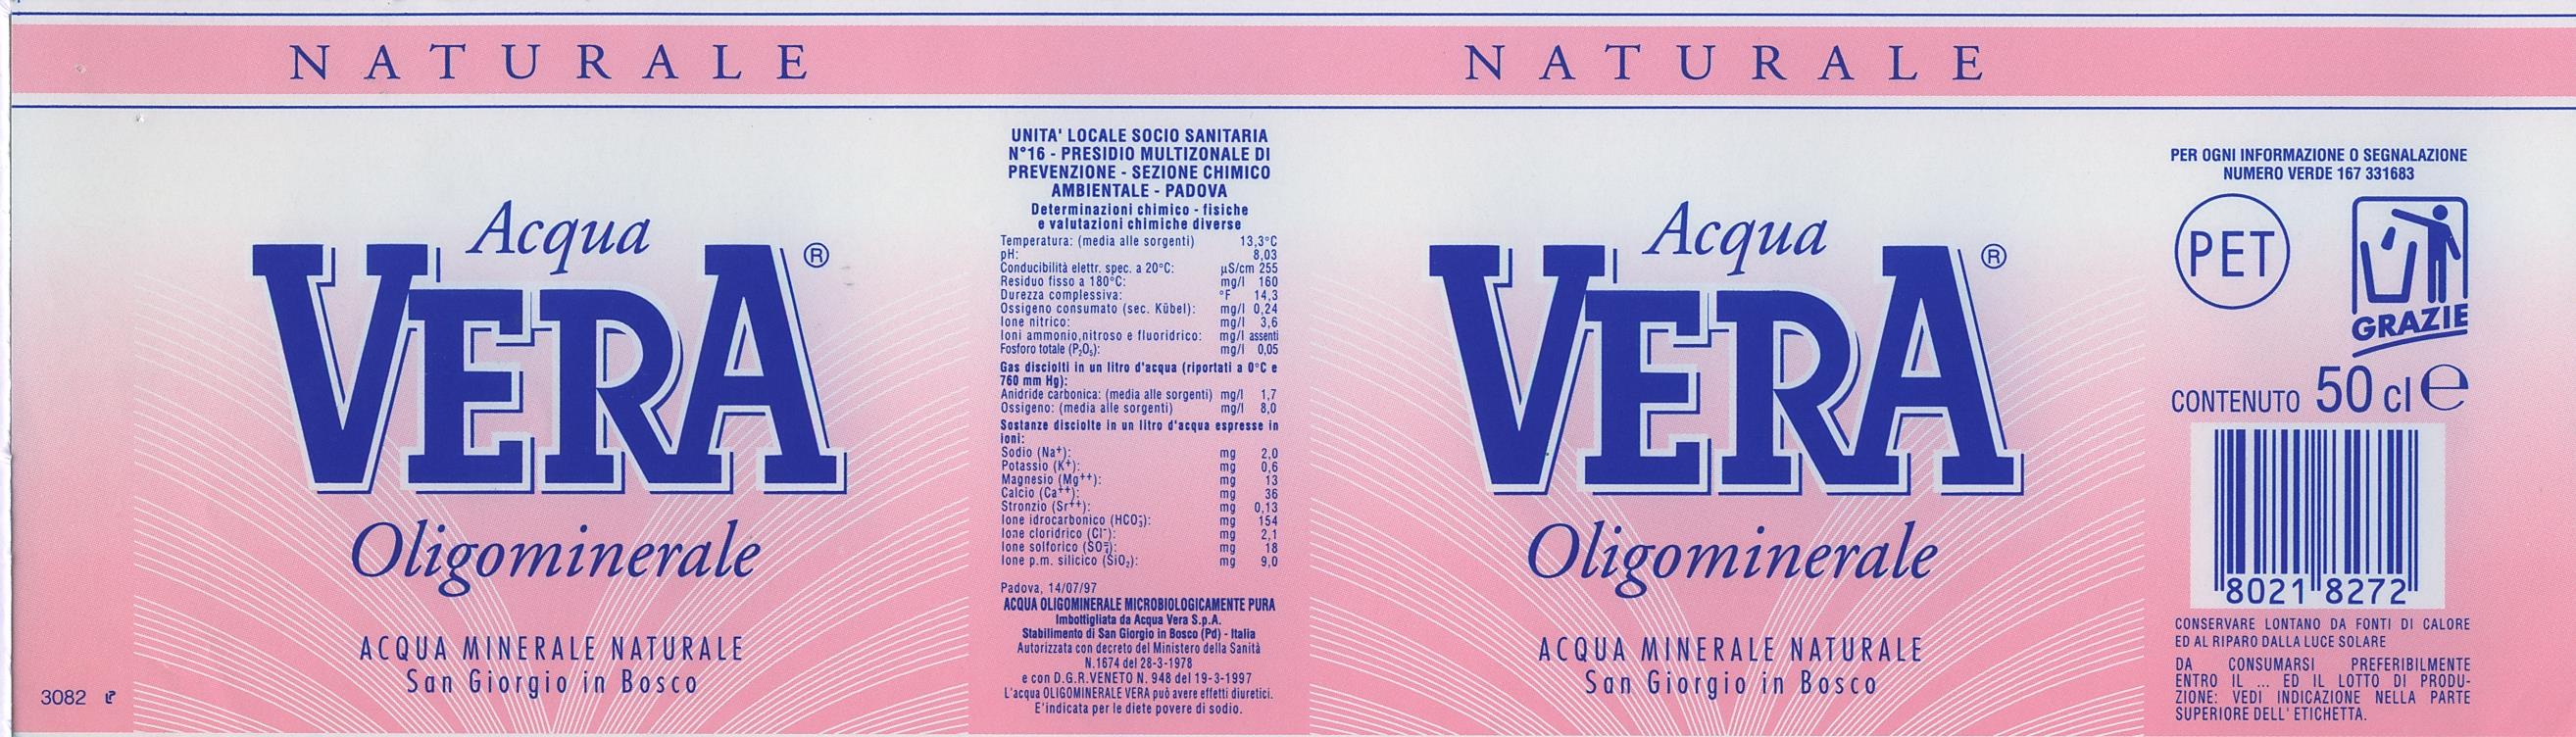 NATURALE
Acqua
VERA®
Oligominerale
ACQUA MINERALE NATURALE
San Giorgio in Bosco
3082
UNITA' LOCALE SOCIO SANITARIA
N°16 - PRESIDIO MULTIZONALE DI
PREVENZIONE - SEZIONE CHIMICO
AMBIENTALE - PADOVA
Determinazioni chimico - fisiche
e valutazioni chimiche diverse
Temperatura: (media alle sorgenti) 13,3°C
pH: 8,03
Conducibilità elettr. spec. a 20°C: µS/cm 255
Residuo fisso a 180°C: mg/l 160
Durezza complessiva: °F 14,3
Ossigeno consumato (sec. Kübel): mg/l 0,24
Ione nitrico: mg/l 3,6
Ioni ammonio,nitroso e fluoridrico: mg/l assenti
Fosforo totale (P₂O₅): mg/l 0,05
Gas disciolti in un litro d'acqua (riportati a 0°C e
760 mm Hg):
Anidride carbonica: (media alle sorgenti) mg/l 1,7
Ossigeno: (media alle sorgenti) mg/l 8,0
Sostanze disciolte in un litro d'acqua espresse in
ioni:
Sodio (Na⁺): mg 2,0
Potassio (K⁺): mg 0,6
Magnesio (Mg⁺⁺): mg 13
Calcio (Ca⁺⁺): mg 36
Stronzio (Sr⁺⁺): mg 0,13
Ione idrocarbonico (HCO₃⁻): mg 154
Ione cloridrico (Cl⁻): mg 2,1
Ione solforico (SO₄⁼): mg 18
Ione p.m. silicico (SiO₂): mg 9,0
Padova, 14/07/97
ACQUA OLIGOMINERALE MICROBIOLOGICAMENTE PURA
Imbottigliata da Acqua Vera S.p.A.
Stabilimento di San Giorgio in Bosco (Pd) - Italia
Autorizzata con decreto del Ministero della Sanità
N.1674 del 28-3-1978
e con D.G.R. VENETO N. 948 del 19-3-1997
L'acqua OLIGOMINERALE VERA può avere effetti diuretici.
E'indicata per le diete povere di sodio.
NATURALE
Acqua
VERA®
Oligominerale
ACQUA MINERALE NATURALE
San Giorgio in Bosco
PER OGNI INFORMAZIONE O SEGNALAZIONE
NUMERO VERDE 167 331683
PET
GRAZIE
CONTENUTO 50 cl e
8021 8272
CONSERVARE LONTANO DA FONTI DI CALORE
ED AL RIPARO DALLA LUCE SOLARE
DA CONSUMARSI PREFERIBILMENTE
ENTRO IL ... ED IL LOTTO DI PRODU-
ZIONE: VEDI INDICAZIONE NELLA PARTE
SUPERIORE DELL'ETICHETTA.